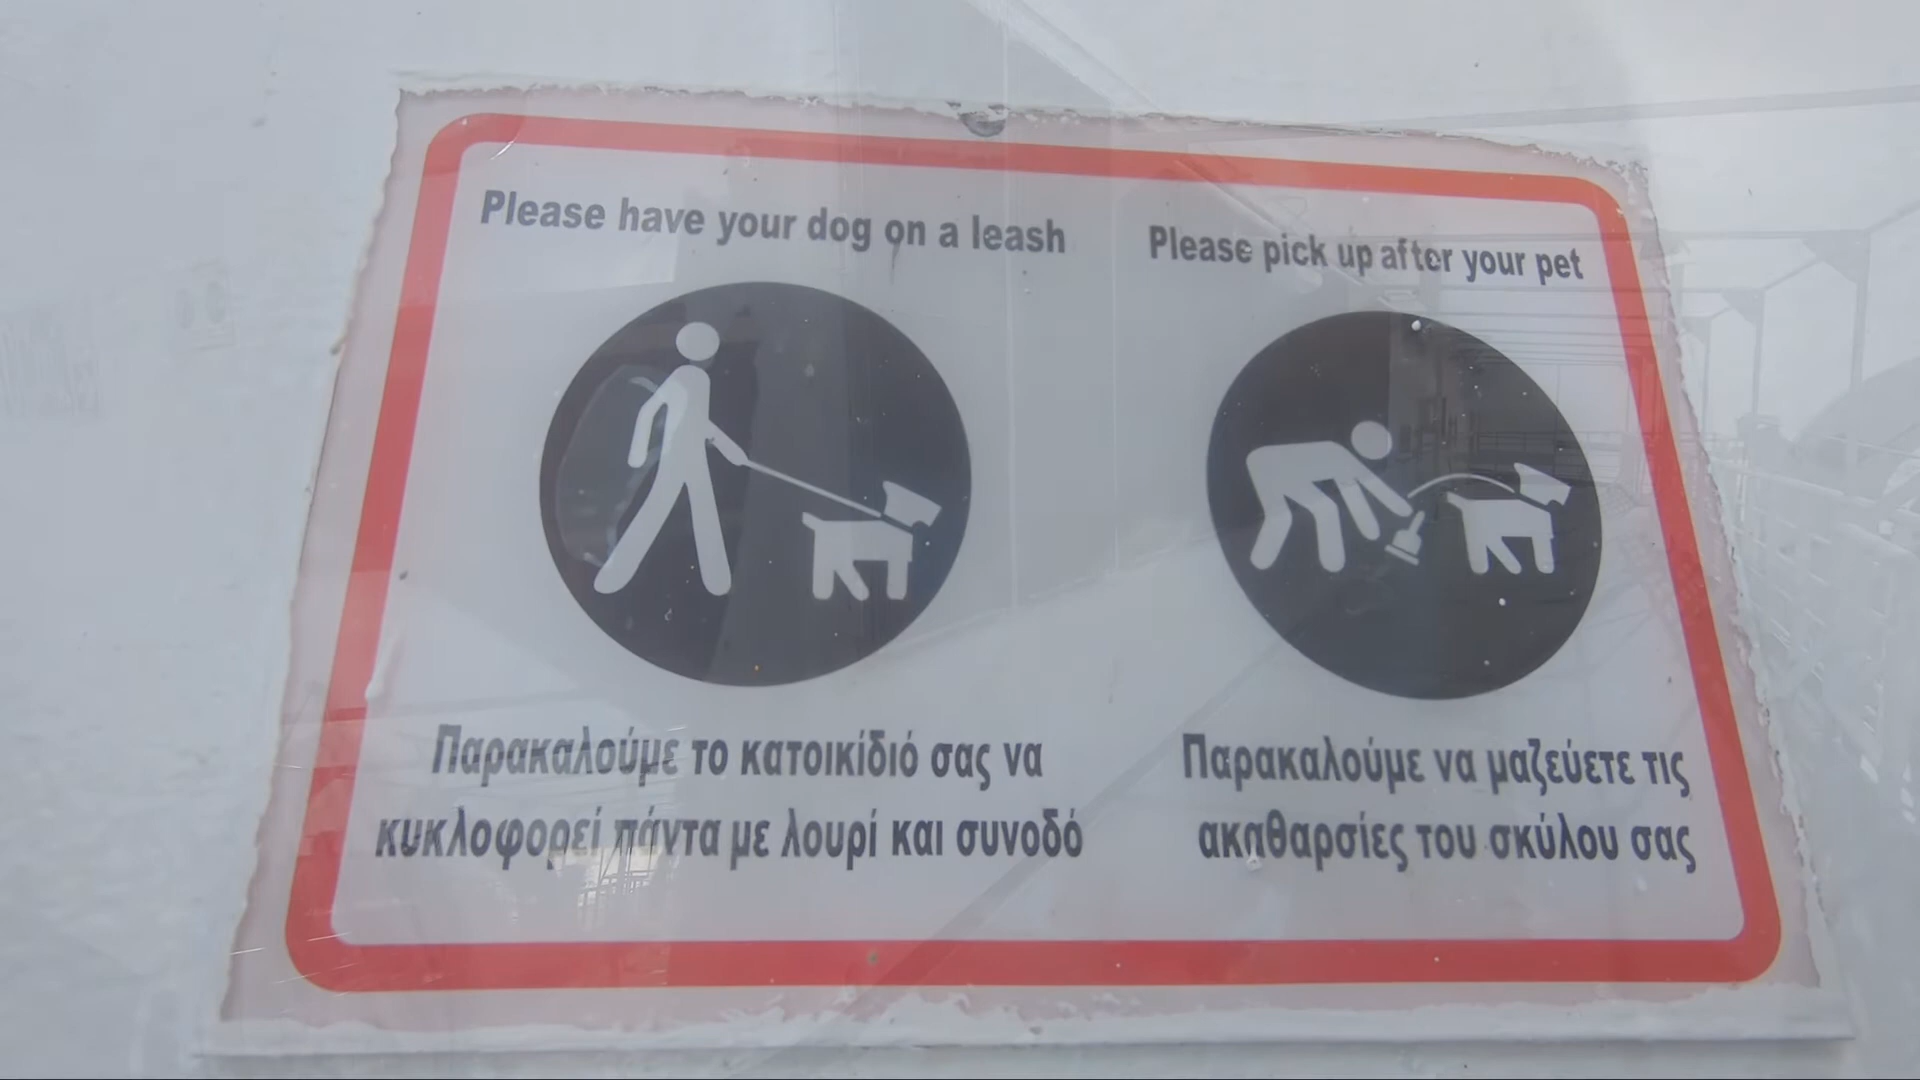 Please have your dog on a leash
Παρακαλούμε το κατοικίδιό σας να
κυκλοφορεί πάντα με λουρί και συνοδό
Please pick up after your pet
Παρακαλούμε να μαζεύετε τις
ακαθαρσίες του σκύλου σας